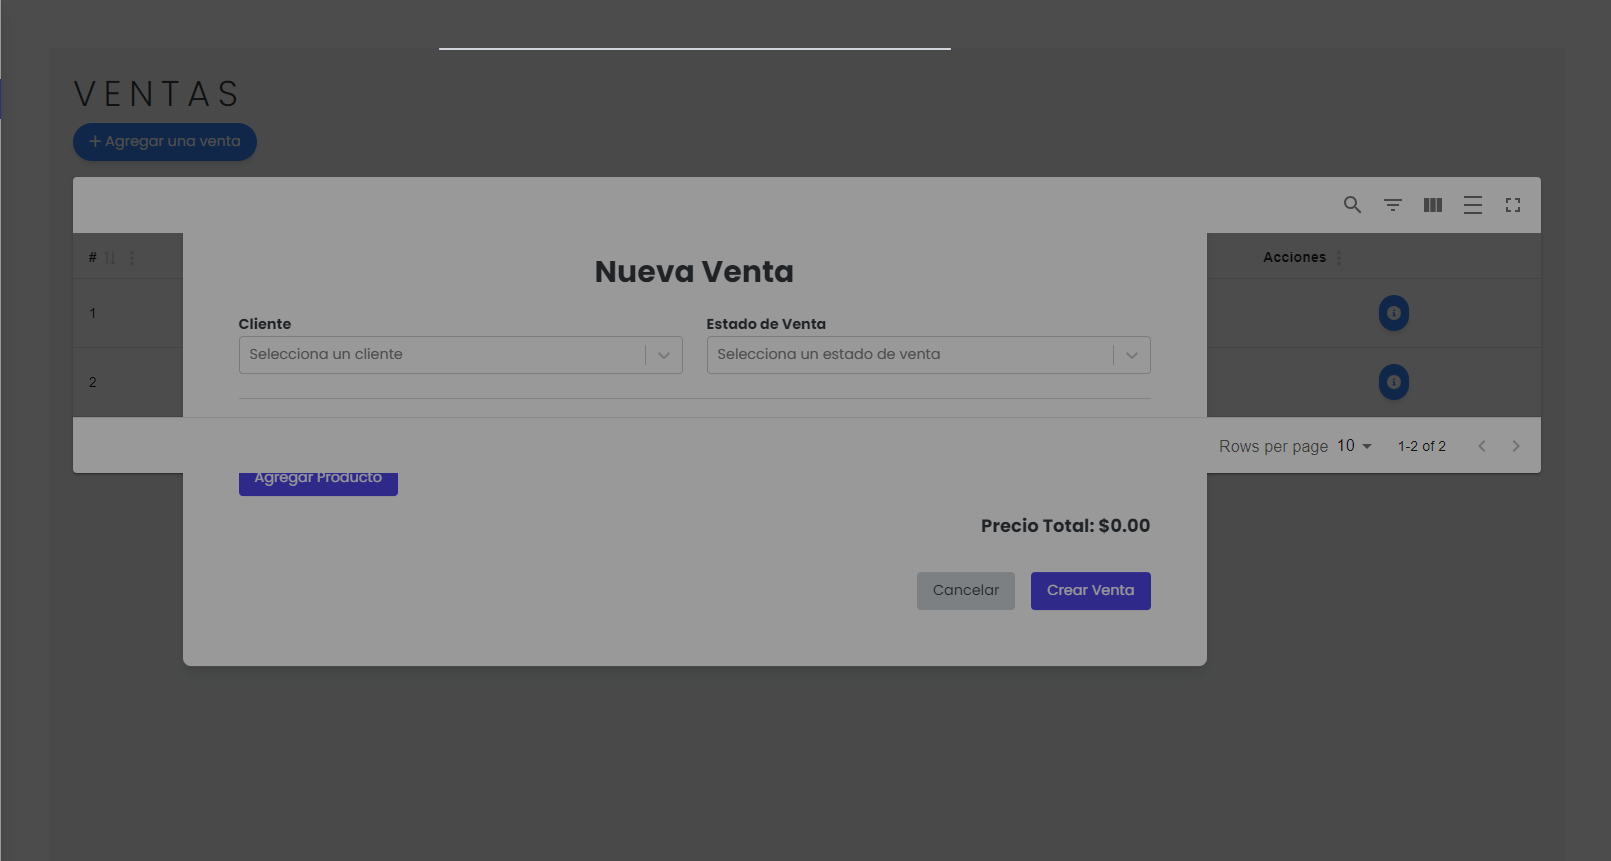 VENTAS
+ Agregar una venta
# Acciones
Nueva Venta
1
Cliente Estado de Venta
Selecciona un cliente Selecciona un estado de venta
2
Rows per page 10 1-2 of 2
Agregar Producto
Precio Total: $0.00
Cancelar Crear Venta